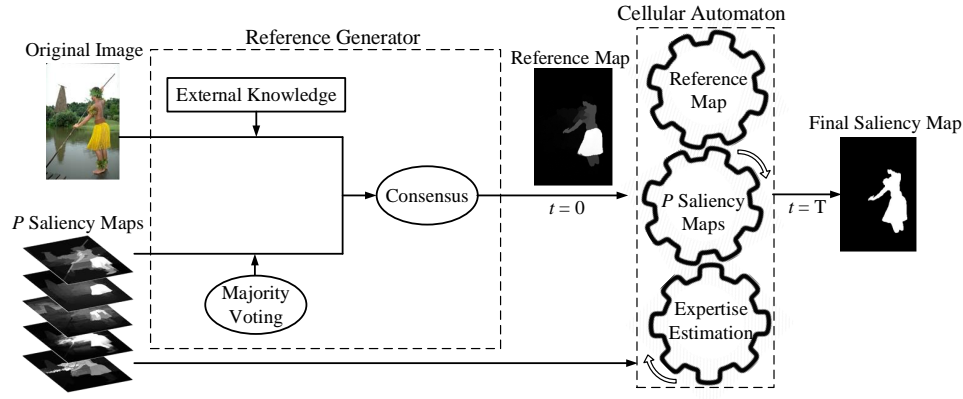 Cellular Automaton
Reference Generator
Original Image
Reference Map
Reference
Map
External Knowledge
Final Saliency Map
Consensus
P Saliency
Maps
t = 0
t = T
P Saliency Maps
Majority
Voting
Expertise
Estimation